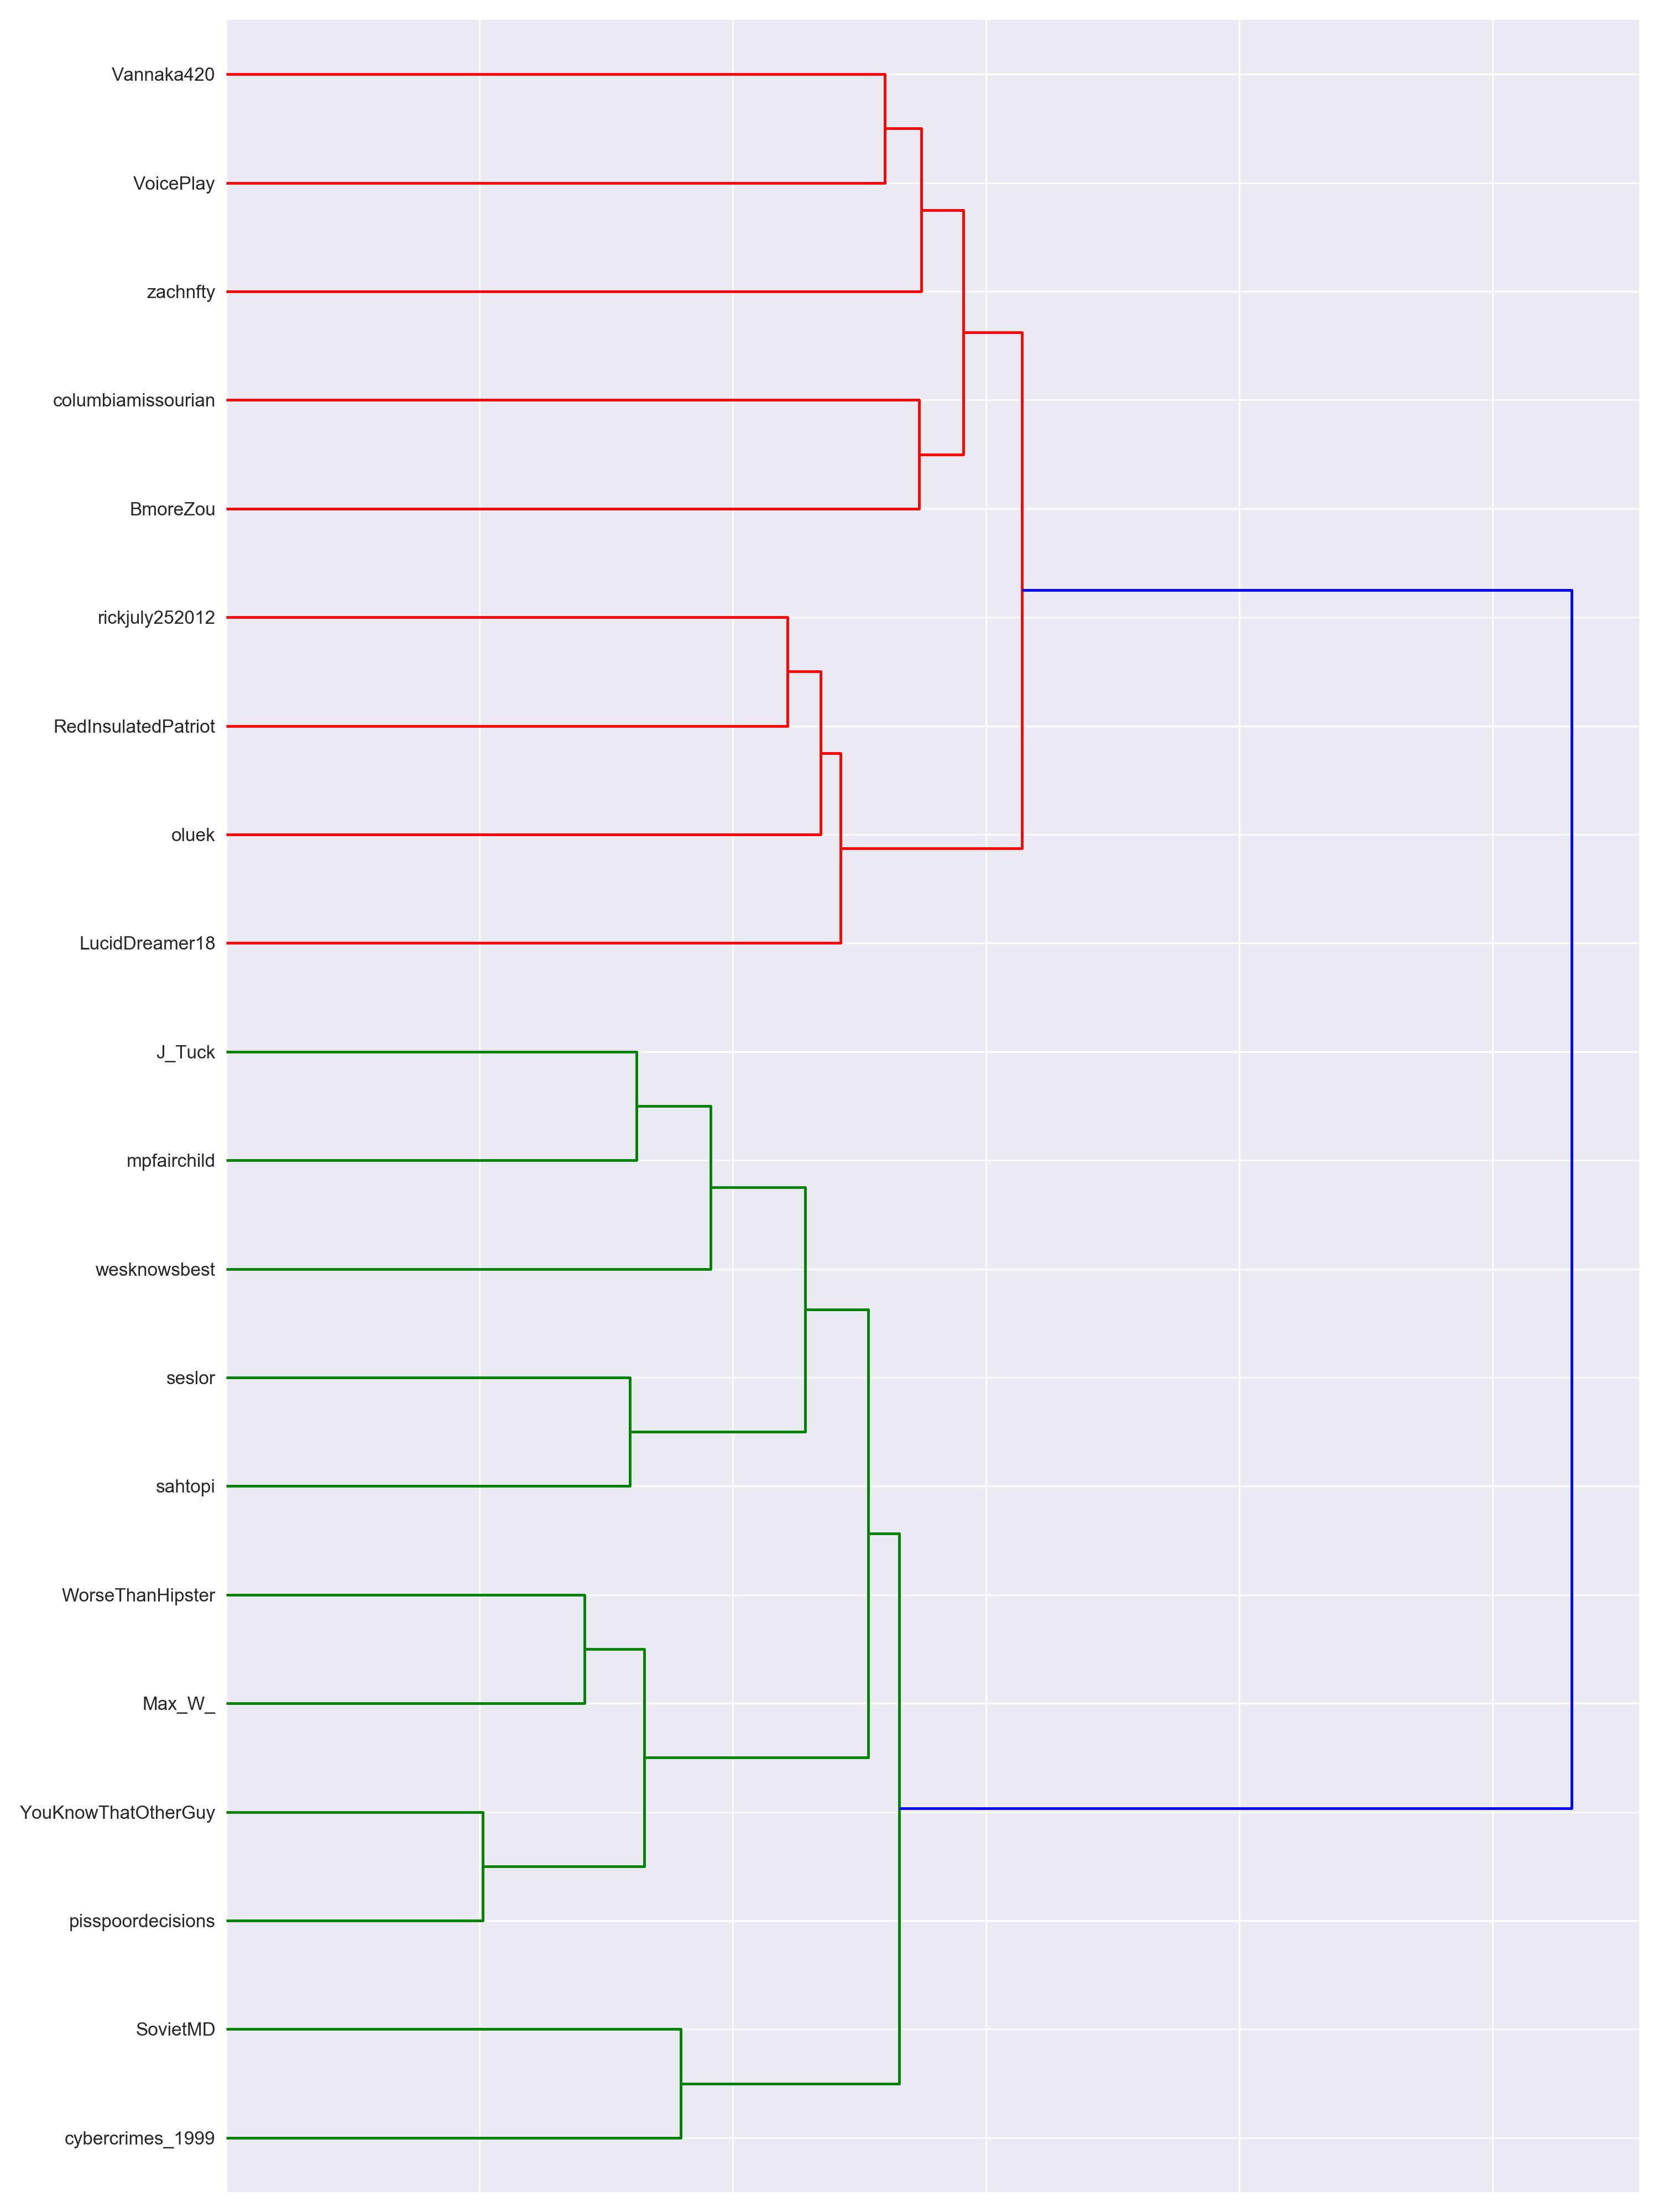 Vannaka420
VoicePlay
zachnfty
columbiamissourian
BmoreZou
rickjuly252012
RedInsulatedPatriot
oluek
LucidDreamer18
J_Tuck
mpfairchild
wesknowsbest
seslor
sahtopi
WorseThanHipster
Max_W_
YouKnowThatOtherGuy
pisspoordecisions
SovietMD
cybercrimes_1999